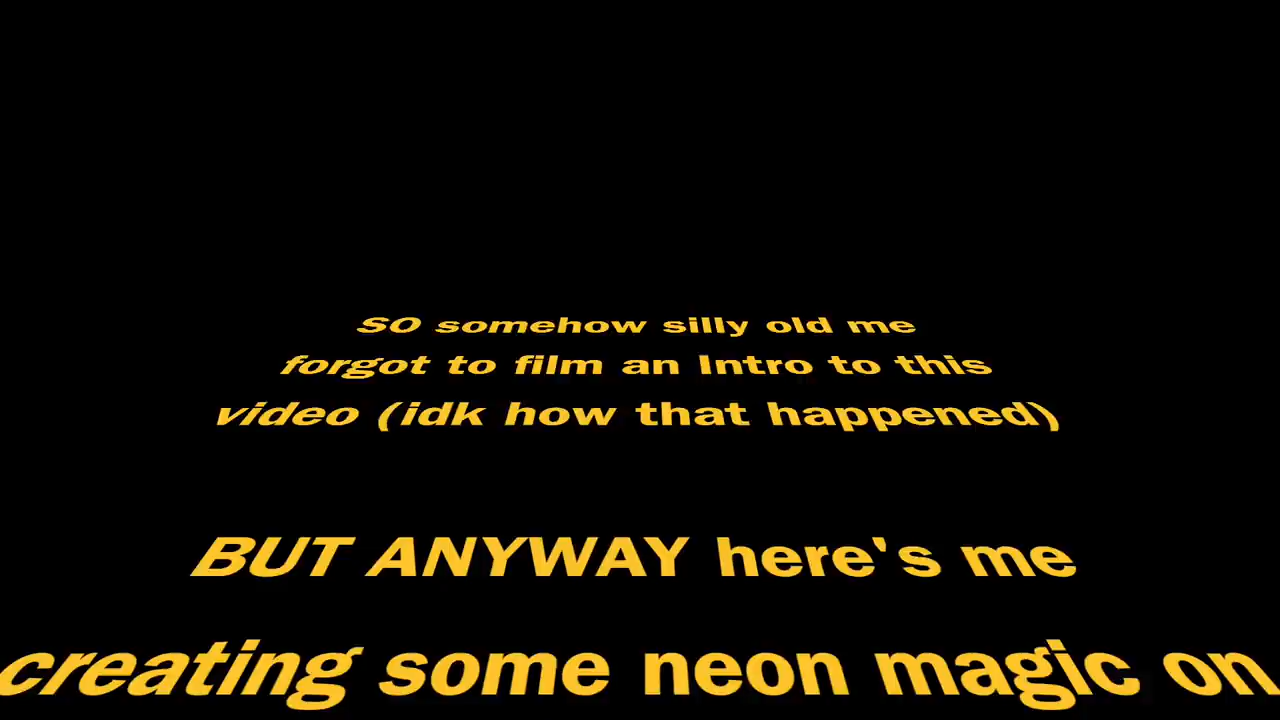 SO somehow silly old me
forgot to film an Intro to this
video (idk how that happened)
BUT ANYWAY here's me
creating some neon magic on